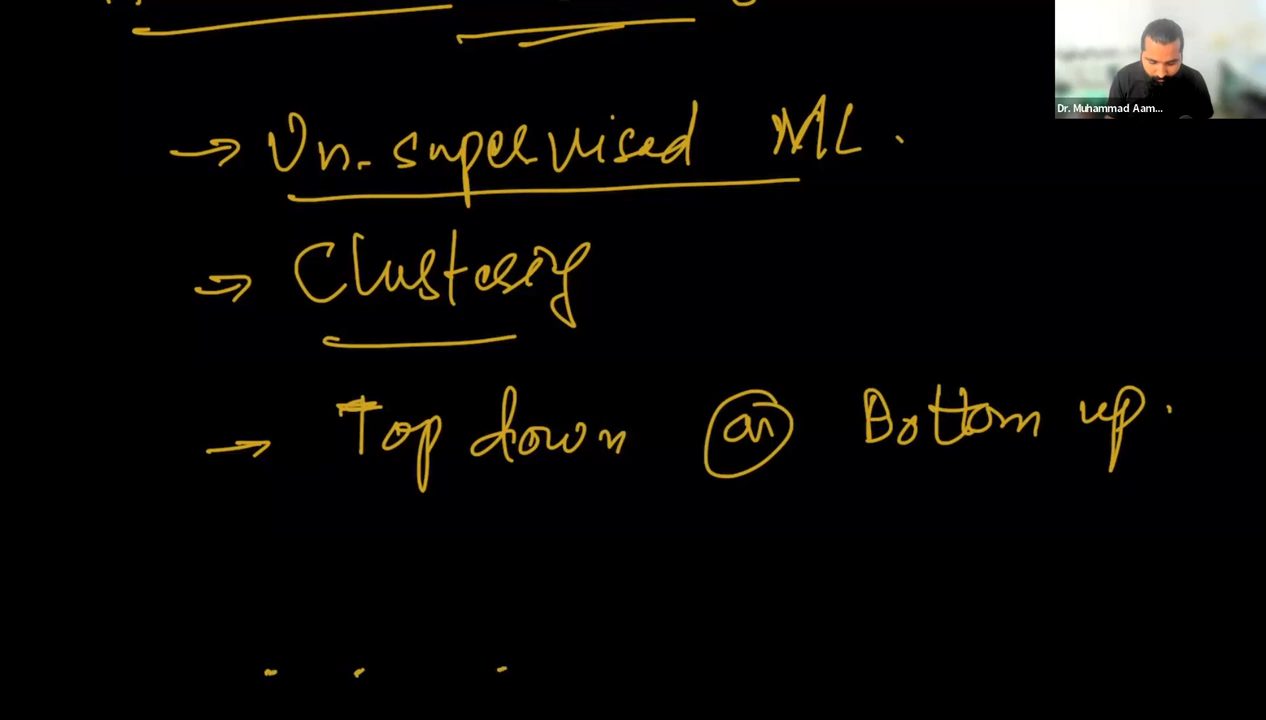 Dr. Muhammad Aam...
→ Un-supervised ML.
→ Clustering
→ Top down or Bottom up.